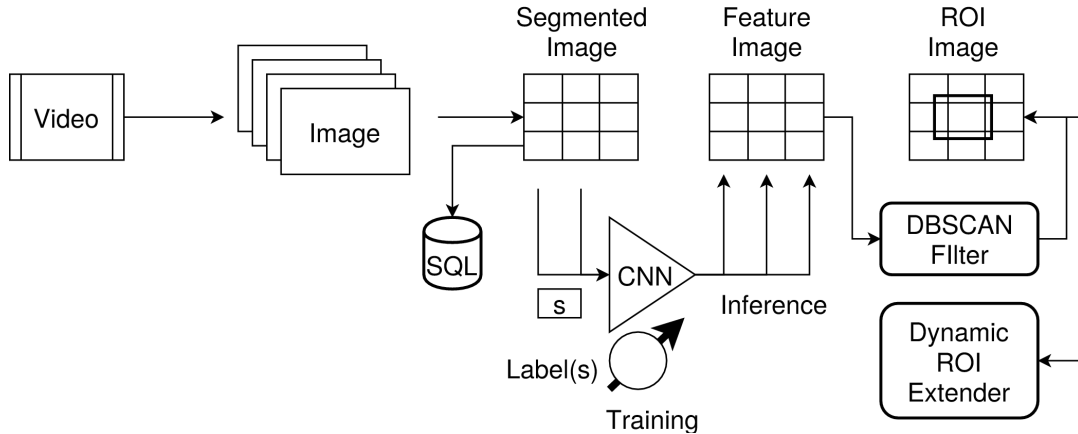 Segmented
Image
Feature
Image
ROI
Image
Video
Image
SQL
CNN
s
Inference
DBSCAN
FIlter
Label(s)
Training
Dynamic
ROI
Extender